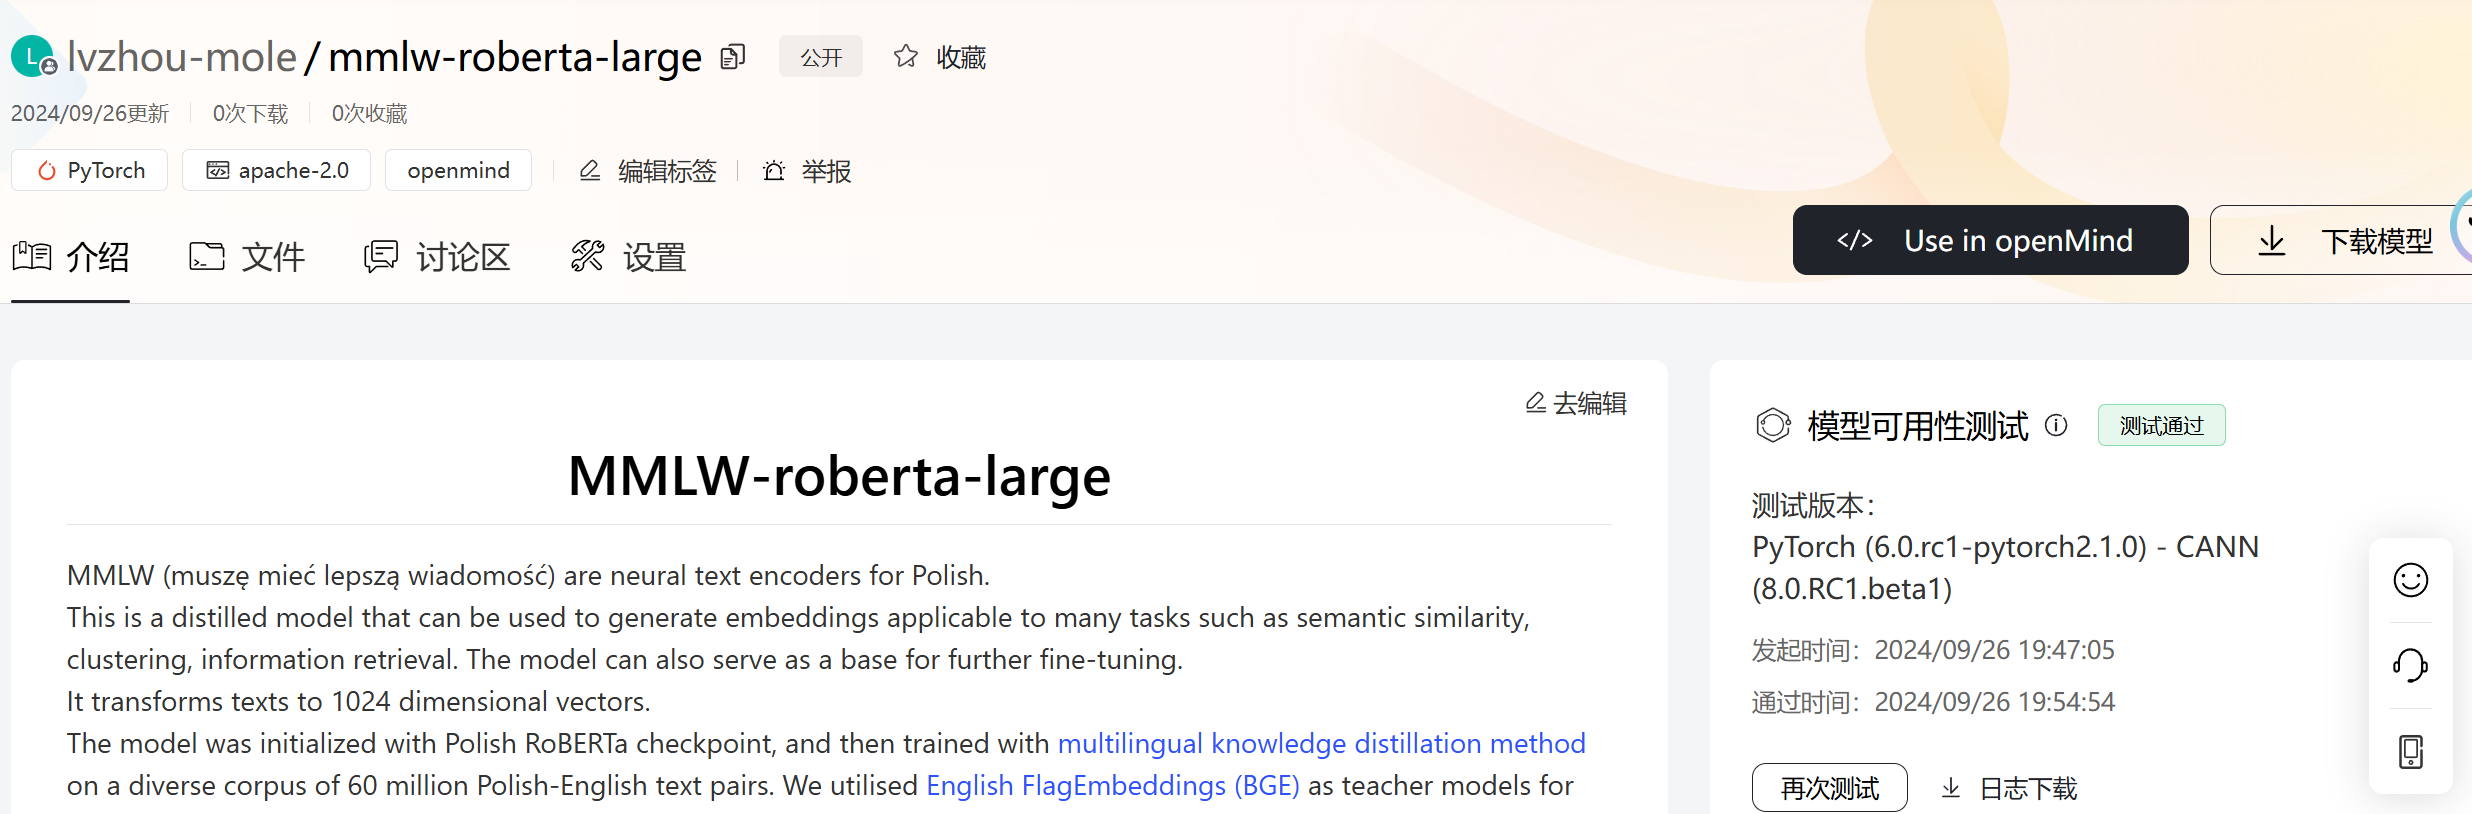 L lvzhou-mole / mmlw-roberta-large 公开 收藏
2024/09/26更新 0次下载 0次收藏
PyTorch apache-2.0 openmind 编辑标签 举报
介绍 文件 讨论区 设置 Use in openMind 下载模型
去编辑
MMLW-roberta-large
MMLW (muszę mieć lepszą wiadomość) are neural text encoders for Polish.
This is a distilled model that can be used to generate embeddings applicable to many tasks such as semantic similarity,
clustering, information retrieval. The model can also serve as a base for further fine-tuning.
It transforms texts to 1024 dimensional vectors.
The model was initialized with Polish RoBERTa checkpoint, and then trained with multilingual knowledge distillation method
on a diverse corpus of 60 million Polish-English text pairs. We utilised English FlagEmbeddings (BGE) as teacher models for
模型可用性测试 测试通过
测试版本：
PyTorch (6.0.rc1-pytorch2.1.0) - CANN
(8.0.RC1.beta1)
发起时间：2024/09/26 19:47:05
通过时间：2024/09/26 19:54:54
再次测试 日志下载